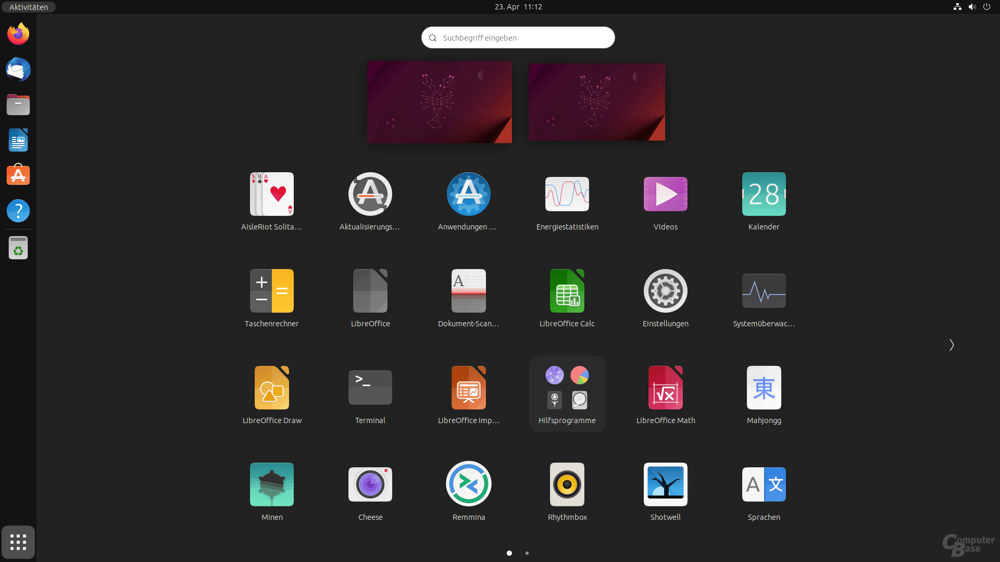 Aktivitäten
23. Apr 11:12
Suchbegriff eingeben
5 8 A
A
28
AisleRiot Solita…
Aktualisierungs…
Anwendungen …
Energiestatistiken
Videos
Kalender
A
Taschenrechner
LibreOffice
Dokument-Scan…
LibreOffice Calc
Einstellungen
Systemüberwac…
>_
√x
東
LibreOffice Draw
Terminal
LibreOffice Imp…
Hilfsprogramme
LibreOffice Math
Mahjongg
A 文
Minen
Cheese
Remmina
Rhythmbox
Shotwell
Sprachen
ComputerBase